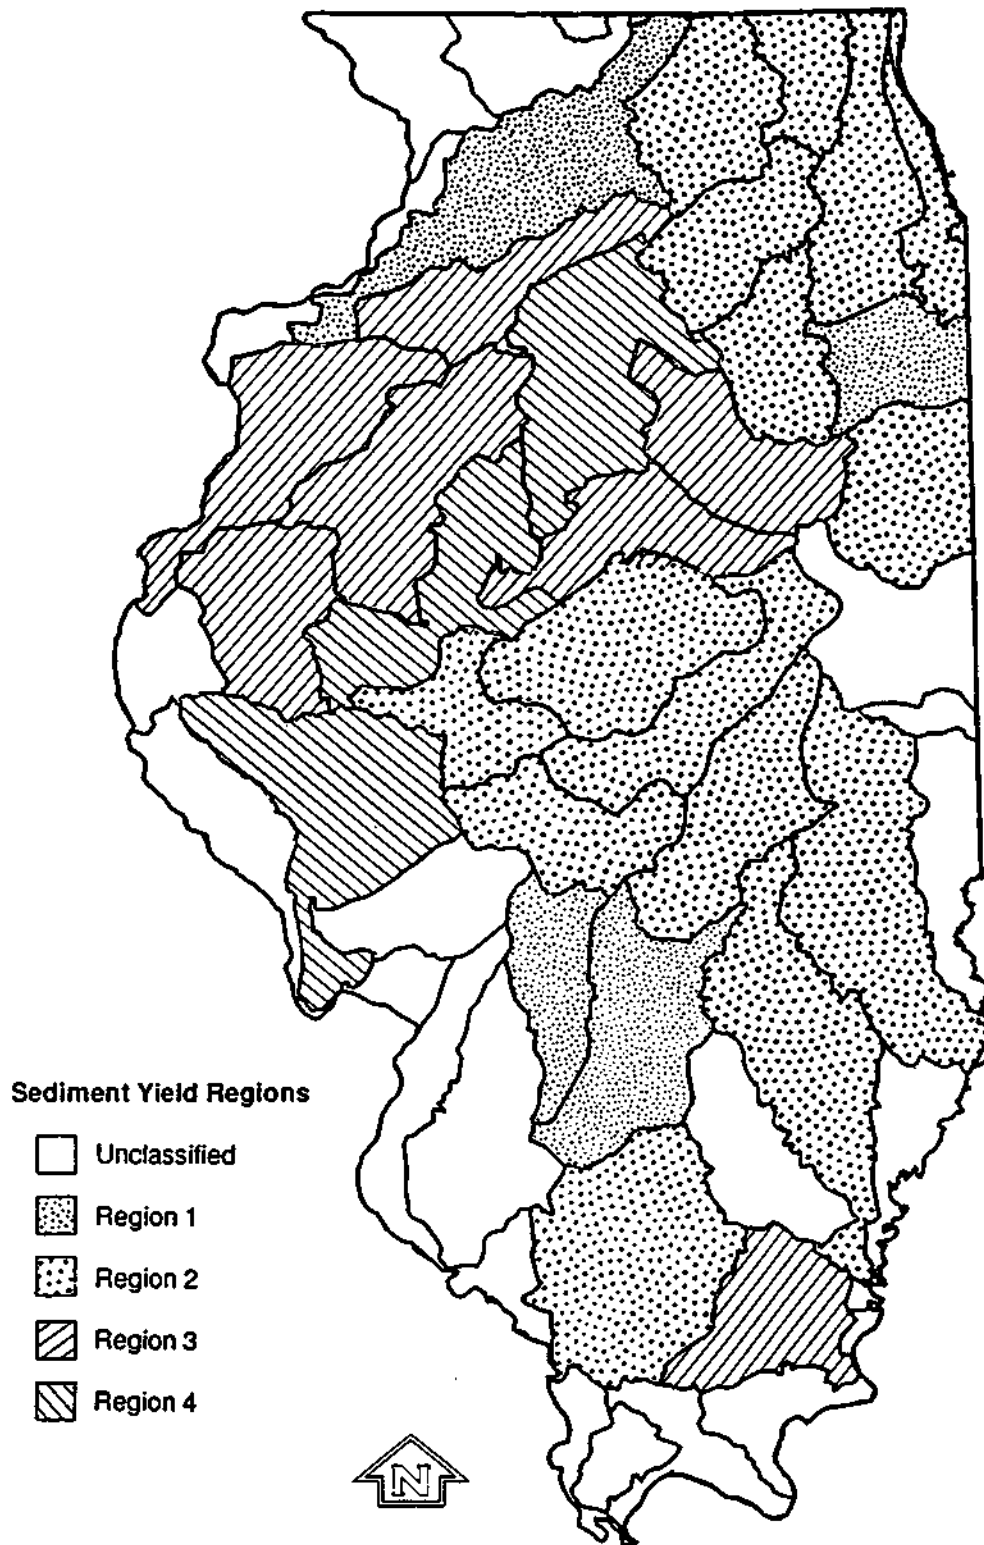 Sediment Yield Regions
Unclassified
Region 1
Region 2
Region 3
Region 4
N